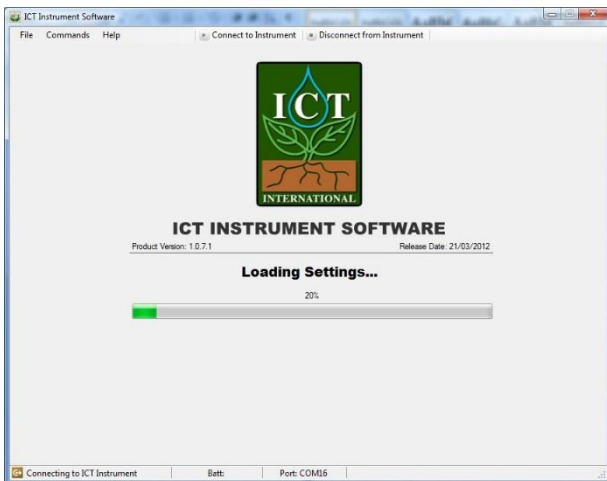 ICT Instrument Software
File Commands Help Connect to Instrument Disconnect from Instrument
ICT
INTERNATIONAL
ICT INSTRUMENT SOFTWARE
Product Version: 1.0.7.1 Release Date: 21/03/2012
Loading Settings...
20%
Connecting to ICT Instrument Batt: Port: COM16